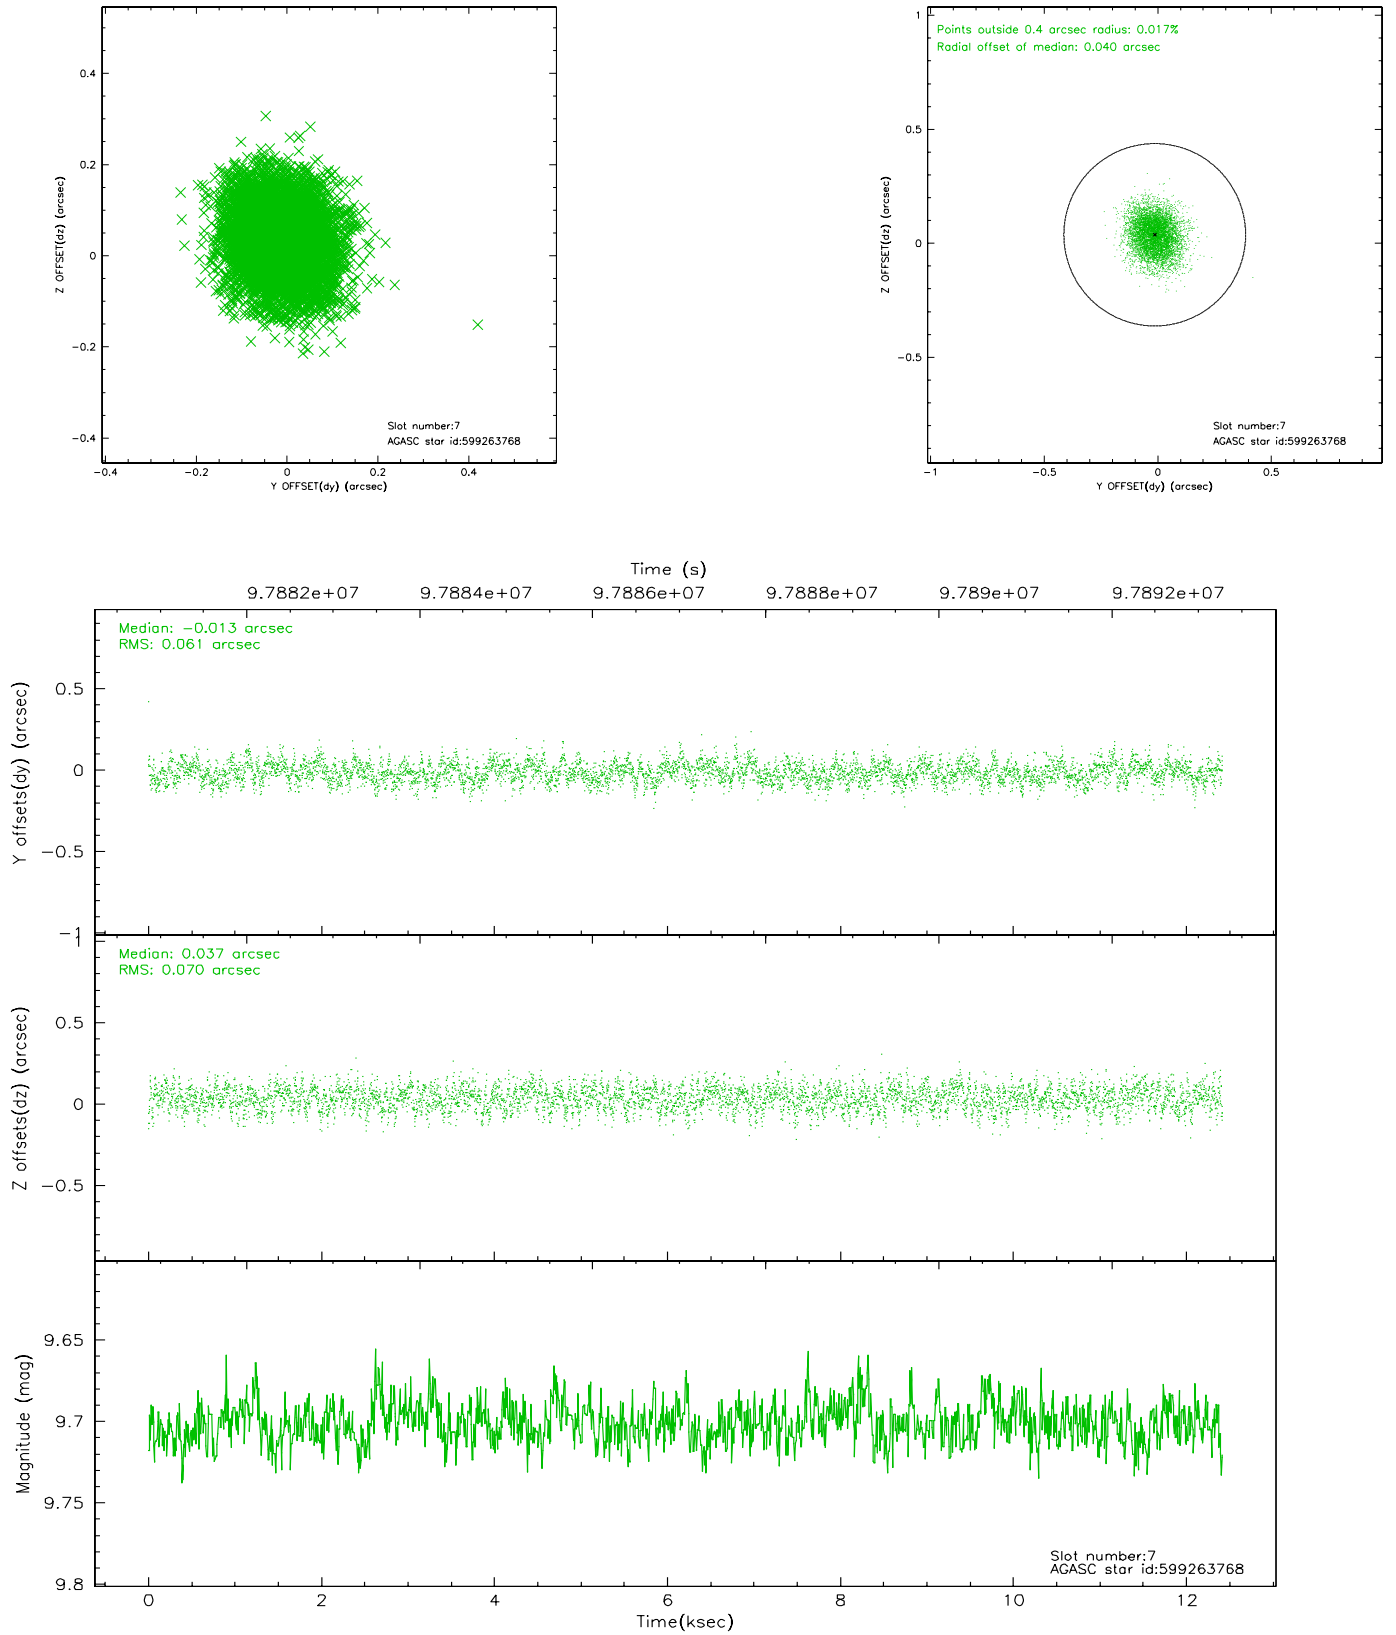 0.4
0.2
0
−0.2
−0.4
Z OFFSET(dz) (arcsec)
Slot number:7
AGASC star id:599263768
−0.4 −0.2 0 0.2 0.4
Y OFFSET(dy) (arcsec)
Points outside 0.4 arcsec radius: 0.017%
Radial offset of median: 0.040 arcsec
1
0.5
0
−0.5
Z OFFSET(dz) (arcsec)
Slot number:7
AGASC star id:599263768
−1 −0.5 0 0.5
Y OFFSET(dy) (arcsec)
Time (s)
9.7882e+07 9.7884e+07 9.7886e+07 9.7888e+07 9.789e+07 9.7892e+07
Median: −0.013 arcsec
RMS: 0.061 arcsec
0.5
0
−0.5
−1
Y offsets(dy) (arcsec)
Median: 0.037 arcsec
RMS: 0.070 arcsec
1
0.5
0
−0.5
Z offsets(dz) (arcsec)
9.65
9.7
9.75
9.8
Magnitude (mag)
Slot number:7
AGASC star id:599263768
0 2 4 6 8 10 12
Time(ksec)